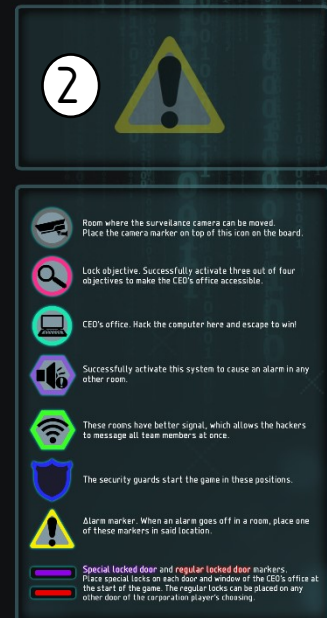 2
Room where the surveilance camera can be moved.
Place the camera marker on top of this icon on the board.
Lock objective. Successfully activate three out of four
objectives to make the CEO's office accessible.
CEO's office. Hack the computer here and escape to win!
Successfully activate this system to cause an alarm in any
other room.
These rooms have better signal, which allows the hackers
to message all team members at once.
The security guards start the game in these positions.
Alarm marker. When an alarm goes off in a room, place one
of these markers in said location.
Special locked door and regular locked door markers.
Place special locks on each door and window of the CEO's office at
the start of the game. The regular locks can be placed on any
other door of the corporation player's choosing.